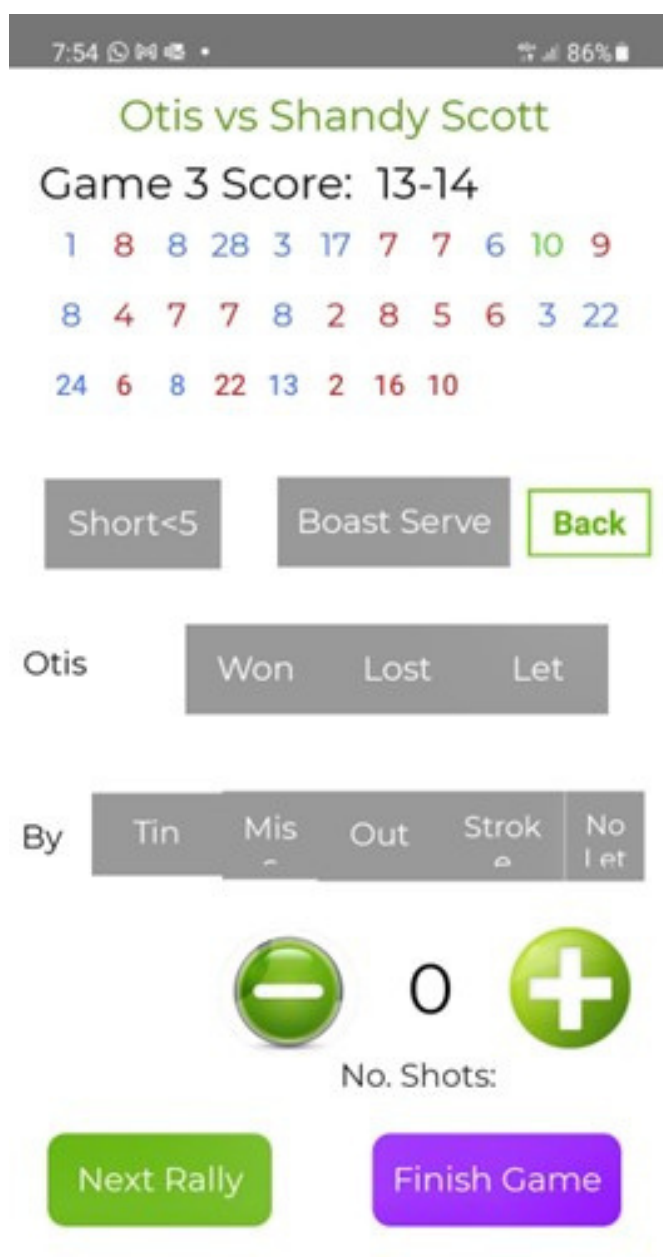 7:54 86%
Otis vs Shandy Scott
Game 3 Score: 13-14
1 8 8 28 3 17 7 7 6 10 9
8 4 7 7 8 2 8 5 6 3 22
24 6 8 22 13 2 16 10
Short<5 Boast Serve Back
Otis Won Lost Let
By Tin Mis Out Strok No
e Let
0
No. Shots:
Next Rally Finish Game